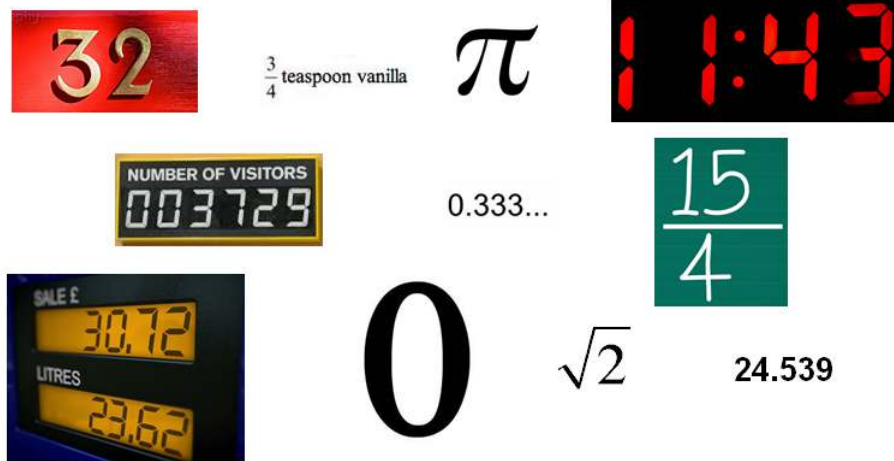 32
3/4 teaspoon vanilla
π
11:43
NUMBER OF VISITORS
003729
0.333...
15/4
SALE £
30.72
LITRES
23.62
0
√2
24.539